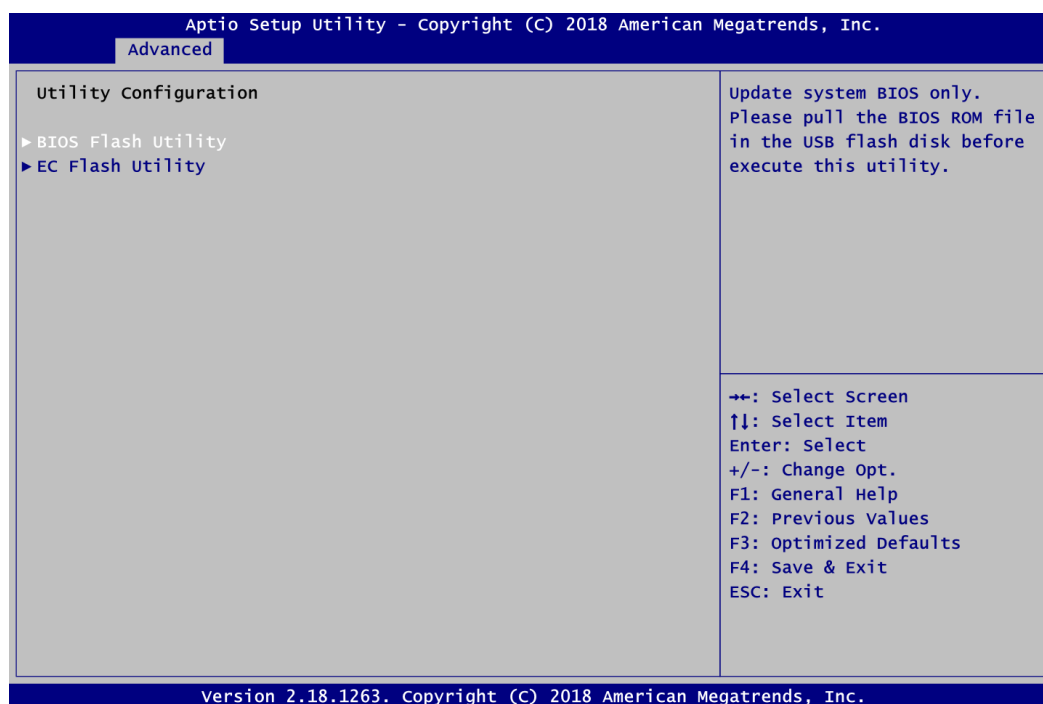 Aptio Setup Utility - Copyright (C) 2018 American Megatrends, Inc.
Advanced
Utility Configuration
►BIOS Flash Utility
►EC Flash Utility
Update system BIOS only.
Please pull the BIOS ROM file
in the USB flash disk before
execute this utility.
→←: Select Screen
↑↓: Select Item
Enter: Select
+/-: Change Opt.
F1: General Help
F2: Previous Values
F3: Optimized Defaults
F4: Save & Exit
ESC: Exit
Version 2.18.1263. Copyright (C) 2018 American Megatrends, Inc.